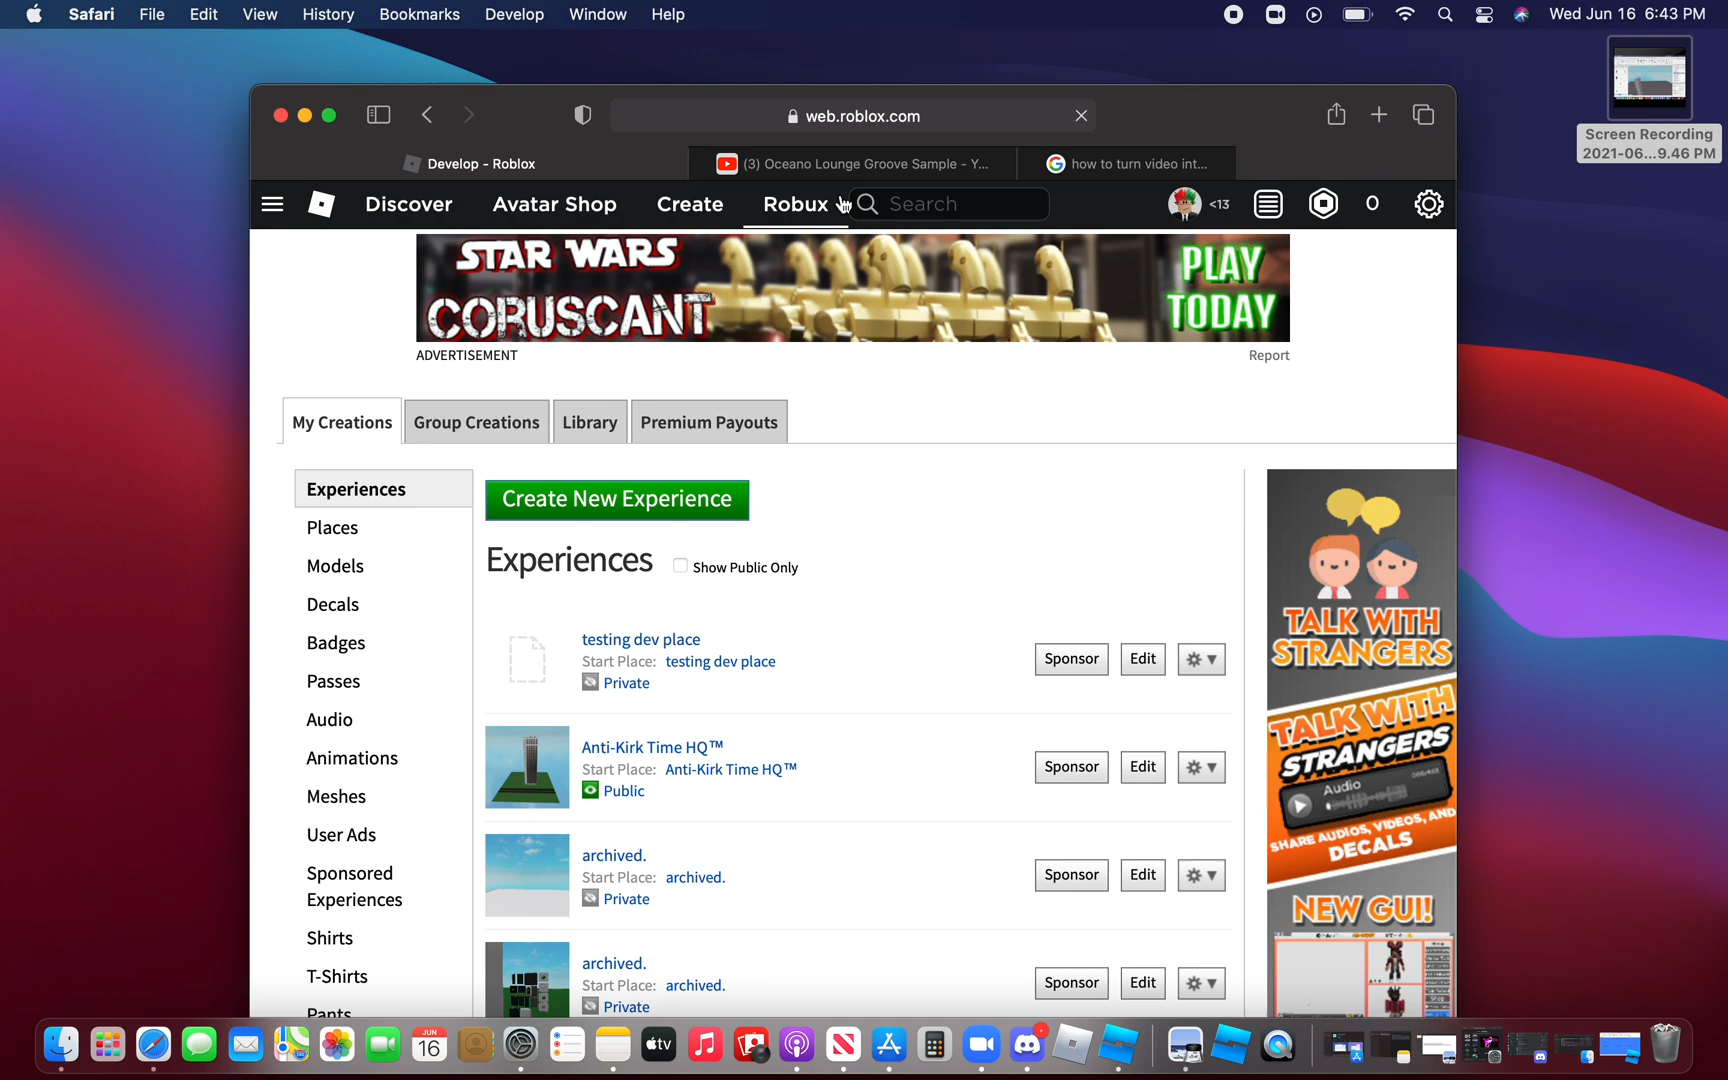 Safari File Edit View History Bookmarks Develop Window Help Wed Jun 16 6:43 PM
Screen Recording
2021-06...9.46 PM
web.roblox.com
Develop - Roblox (3) Oceano Lounge Groove Sample - Y... how to turn video int...
Discover Avatar Shop Create Robux Search <13 0
STAR WARS
CORUSCANT
PLAY
TODAY
ADVERTISEMENT Report
My Creations Group Creations Library Premium Payouts
Experiences
Places
Models
Decals
Badges
Passes
Audio
Animations
Meshes
User Ads
Sponsored
Experiences
Shirts
T-Shirts
Pants
Create New Experience
Experiences Show Public Only
testing dev place
Start Place: testing dev place
Private
Sponsor Edit
Anti-Kirk Time HQ™
Start Place: Anti-Kirk Time HQ™
Public
Sponsor Edit
archived.
Start Place: archived.
Private
Sponsor Edit
archived.
Start Place: archived.
Private
Sponsor Edit
TALK WITH
STRANGERS
TALK WITH
STRANGERS
Audio
SHARE AUDIOS, VIDEOS, AND
DECALS
NEW GUI!
JUN
16
tv